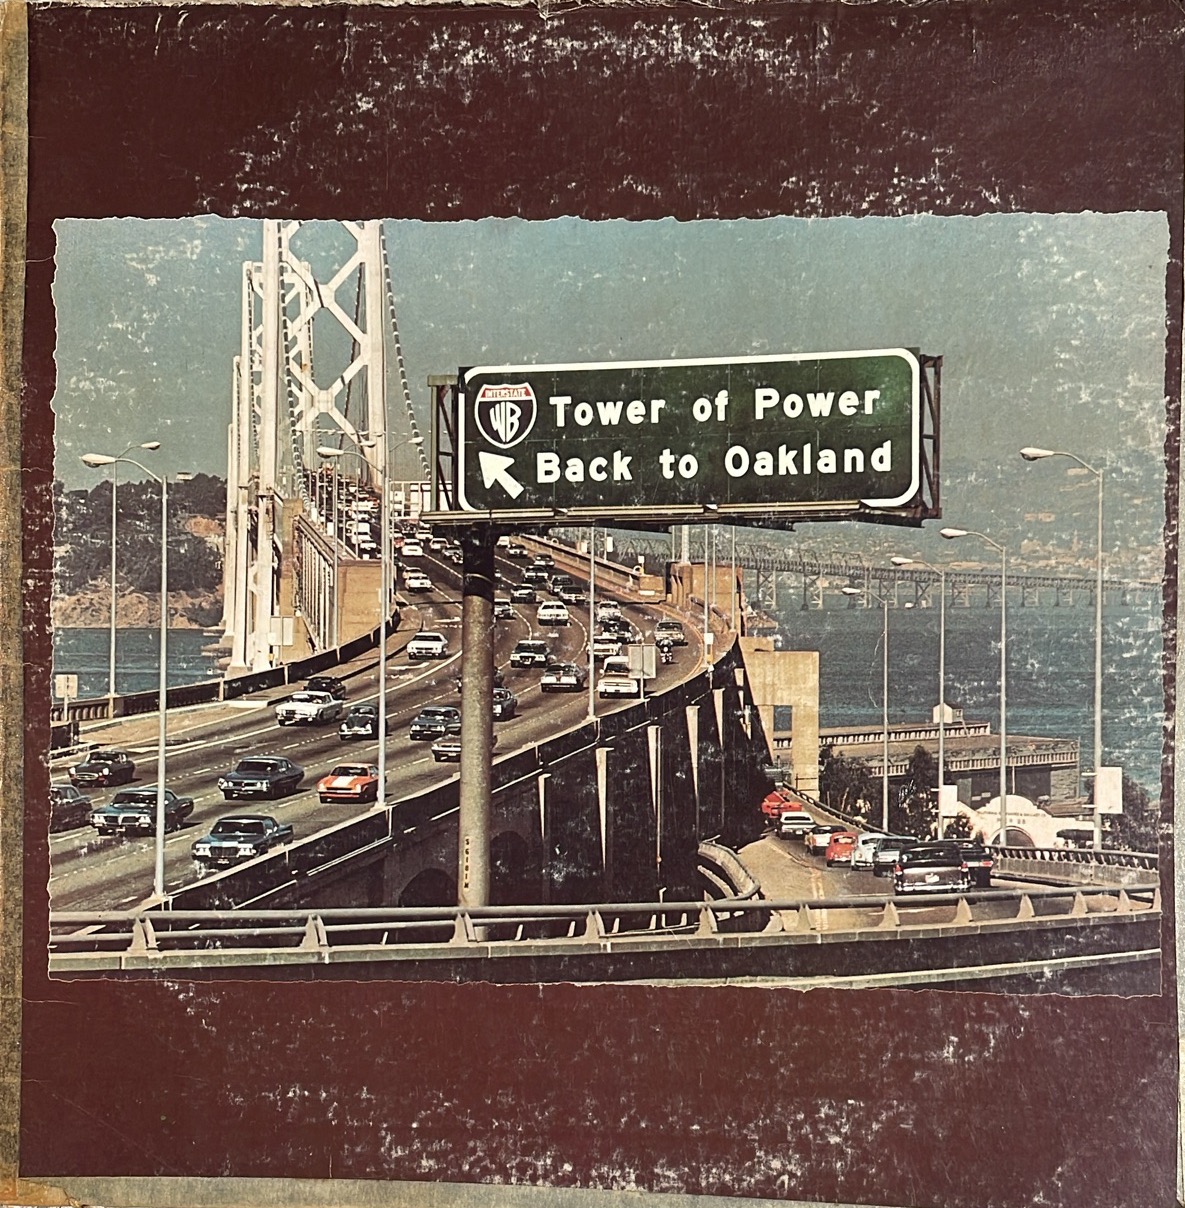 INTERSTATE
WB
Tower of Power
Back to Oakland